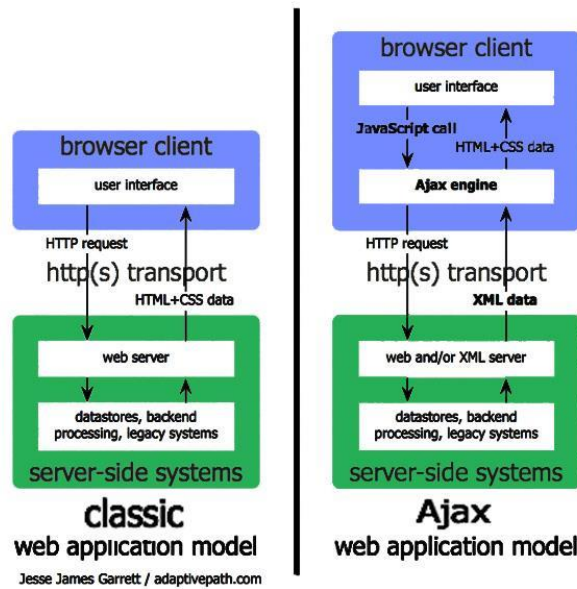 browser client
user interface
HTTP request
http(s) transport
HTML+CSS data
web server
datastores, backend
processing, legacy systems
server-side systems
classic
web application model
Jesse James Garrett / adaptivepath.com
browser client
user interface
JavaScript call
HTML+CSS data
Ajax engine
HTTP request
http(s) transport
XML data
web and/or XML server
datastores, backend
processing, legacy systems
server-side systems
Ajax
web application model